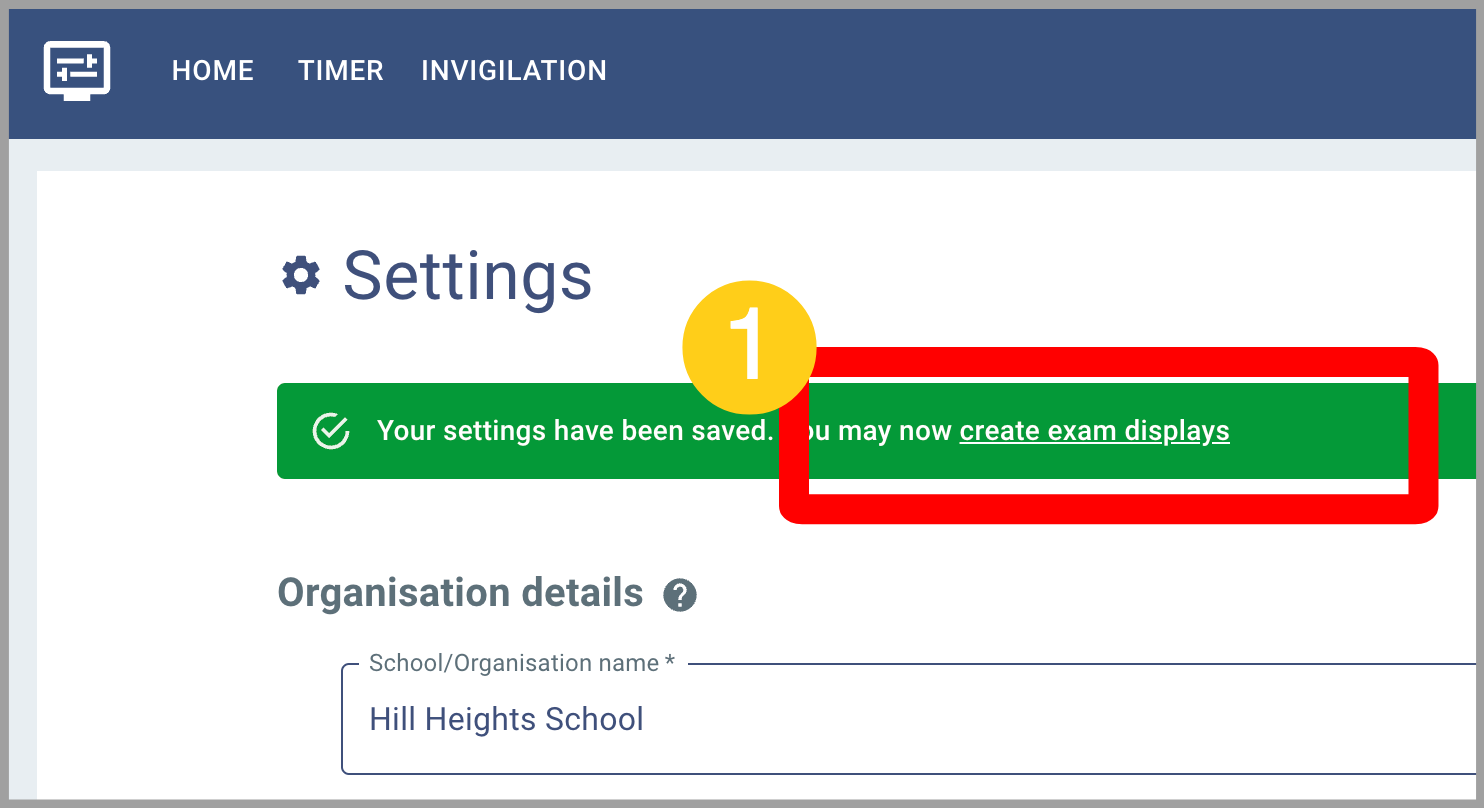 HOME TIMER INVIGILATION
Settings
1
Your settings have been saved. ou may now create exam displays
Organisation details ?
School/Organisation name *
Hill Heights School